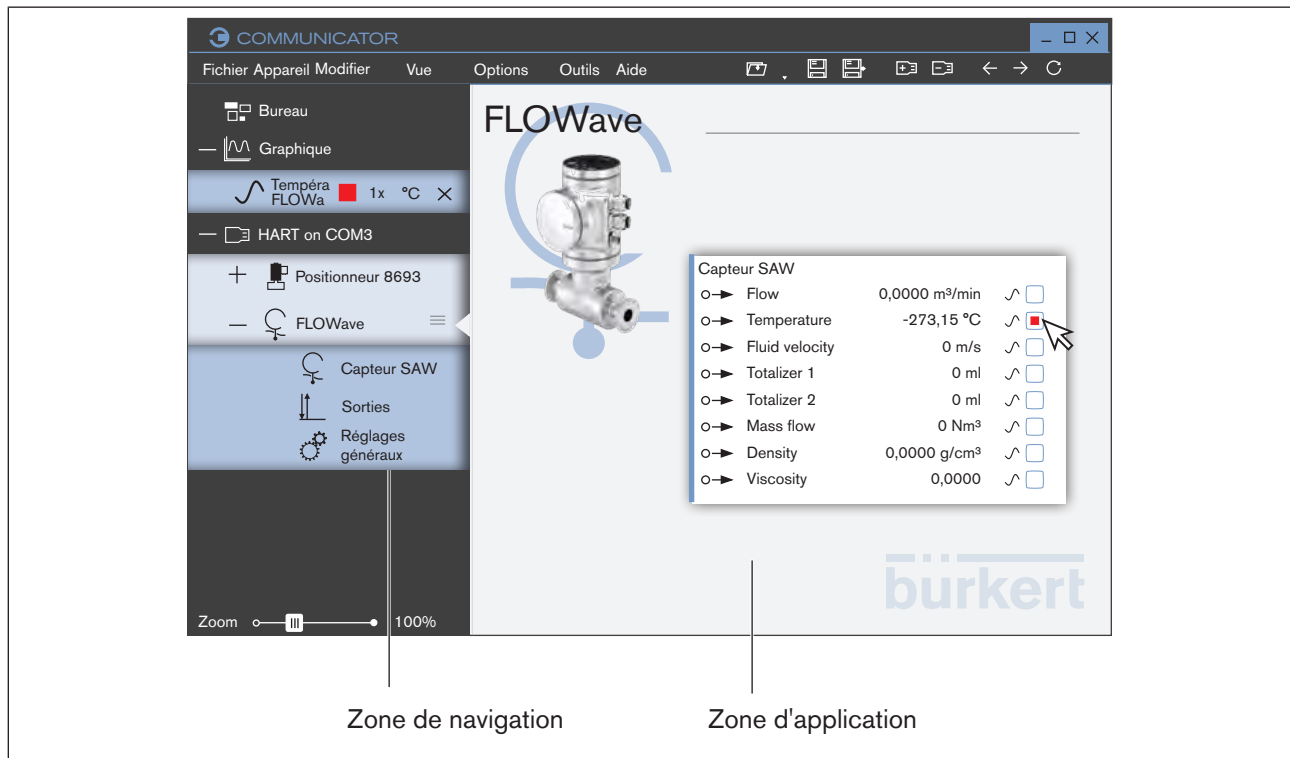 COMMUNICATOR
Fichier Appareil Modifier Vue Options Outils Aide
Bureau
Graphique
Tempéra
FLOWa
1x °C
HART on COM3
Positionneur 8693
FLOWave
Capteur SAW
Sorties
Réglages
généraux
Zoom 100%
FLOWave
Capteur SAW
Flow 0,0000 m³/min
Temperature -273,15 °C
Fluid velocity 0 m/s
Totalizer 1 0 ml
Totalizer 2 0 ml
Mass flow 0 Nm³
Density 0,0000 g/cm³
Viscosity 0,0000
bürkert
Zone de navigation
Zone d'application